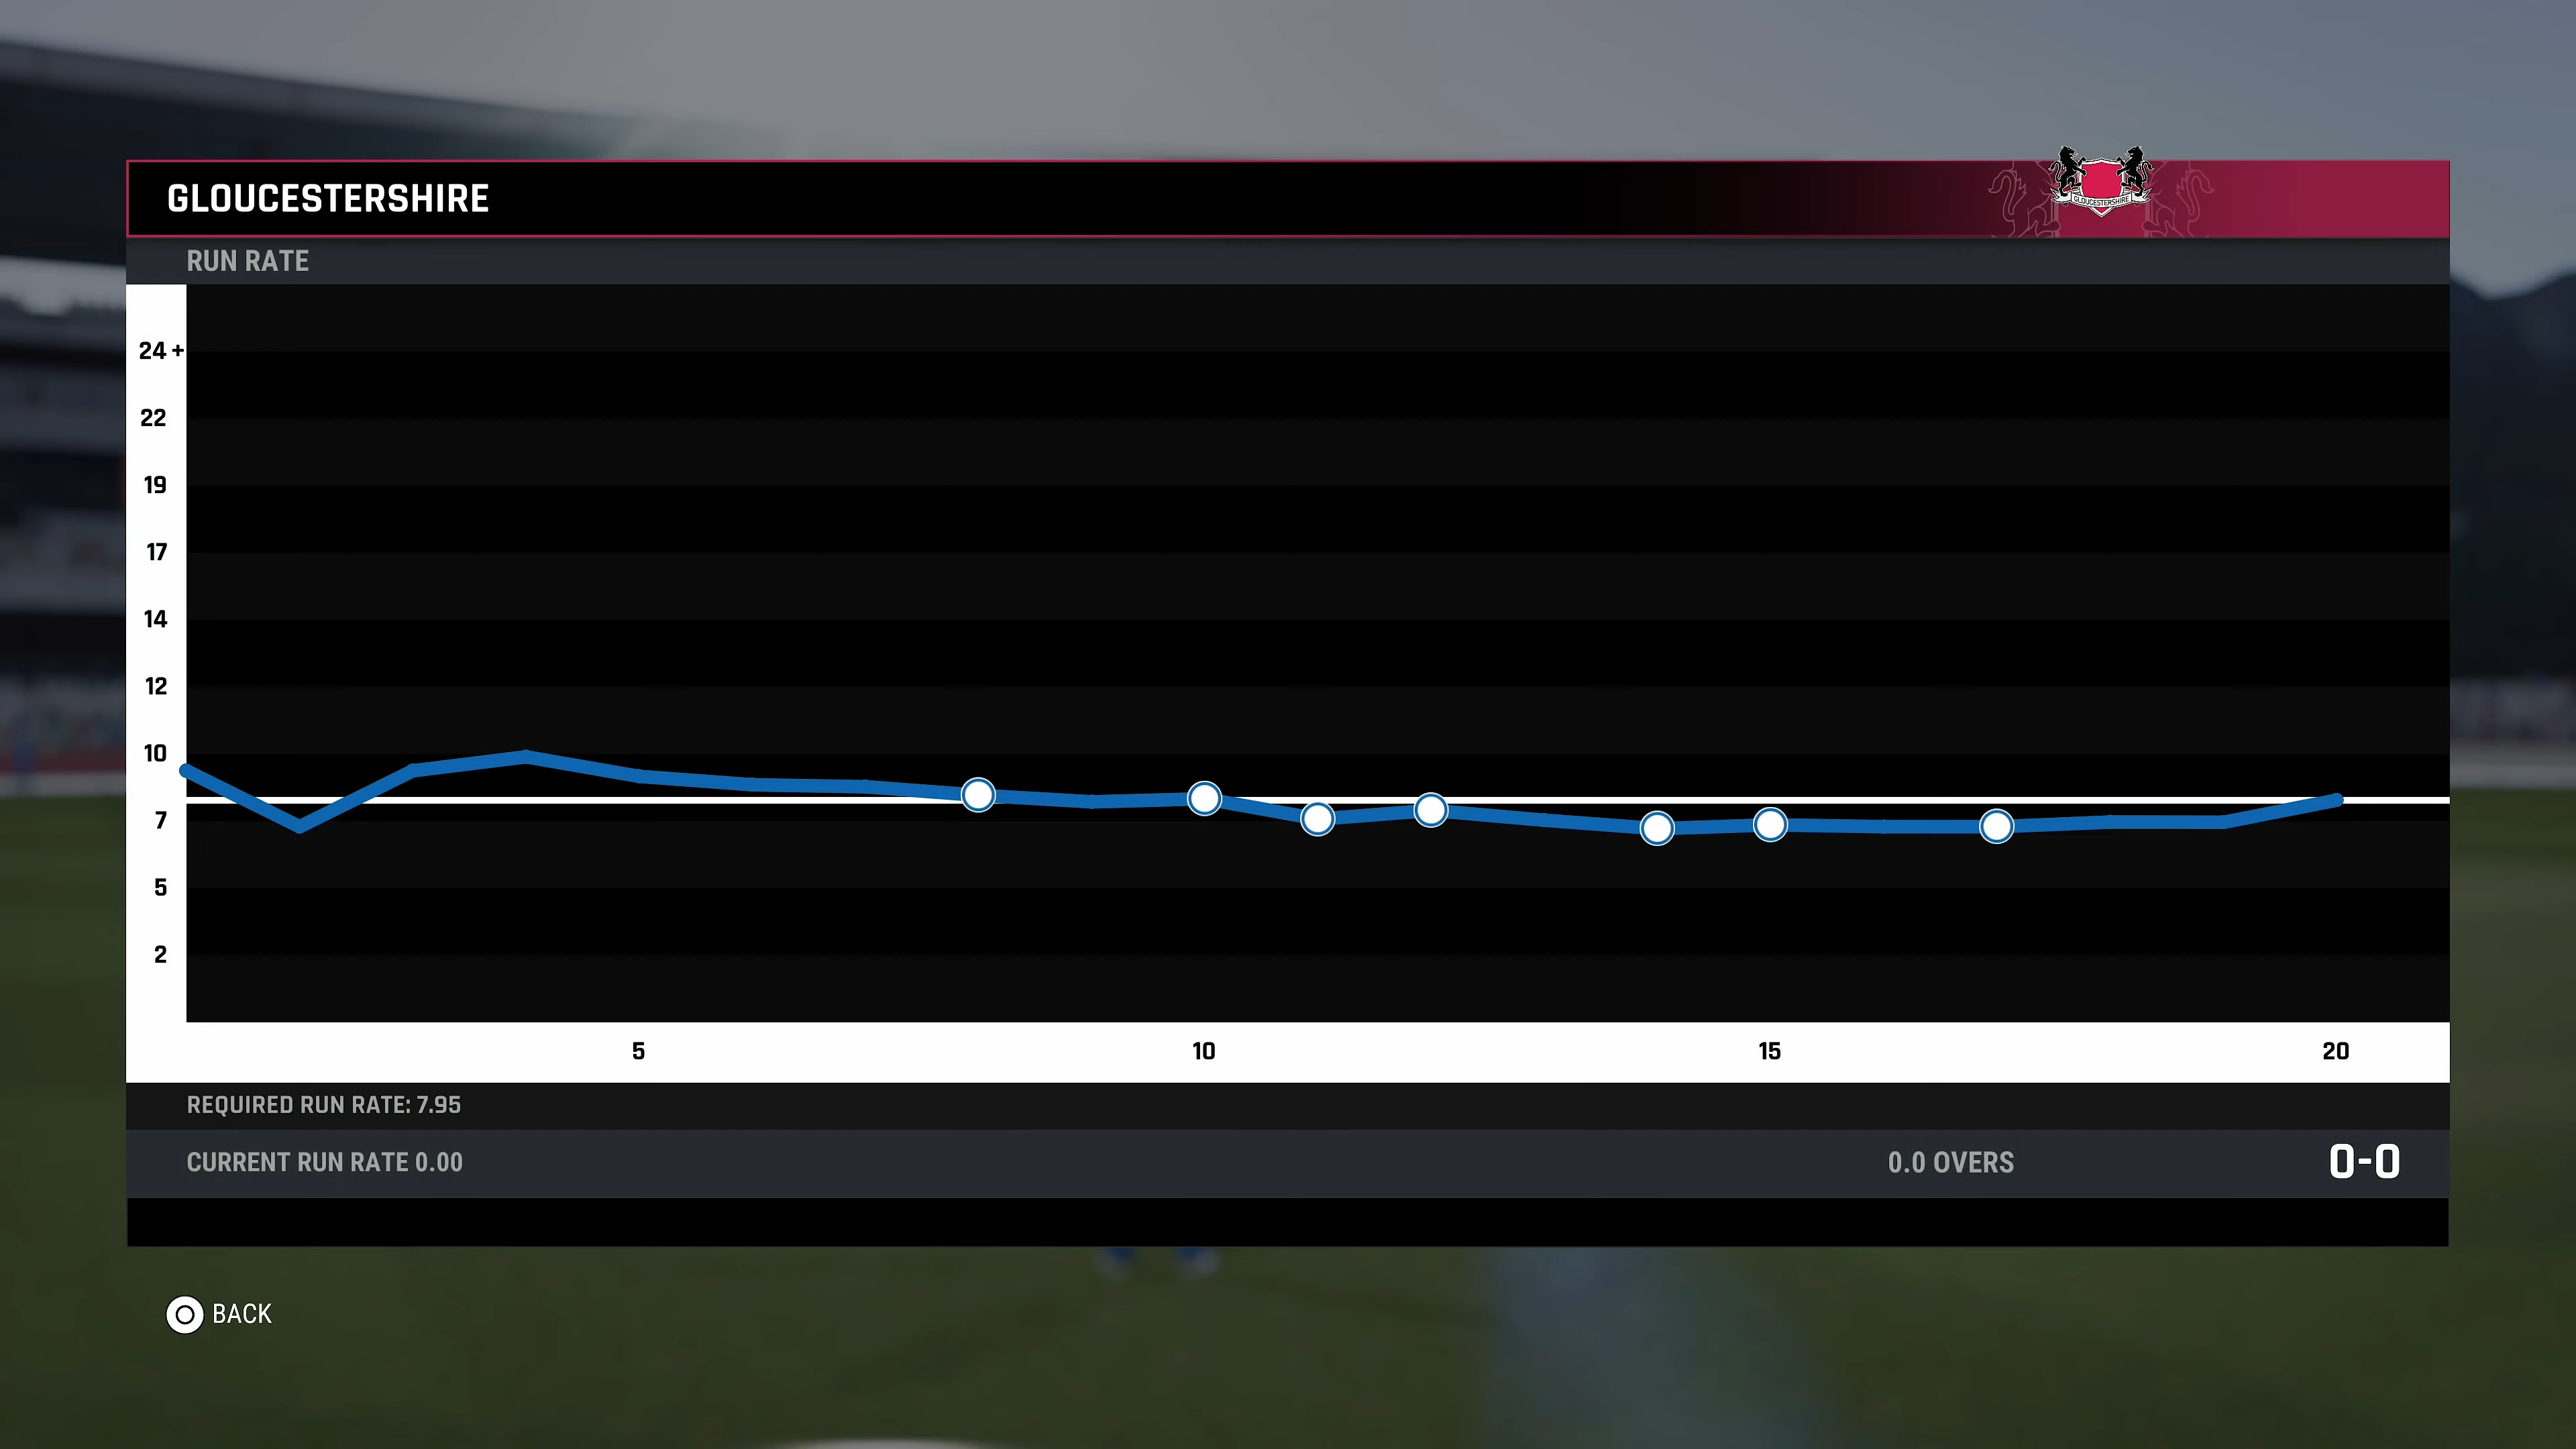 GLOUCESTERSHIRE
GLOUCESTERSHIRE
RUN RATE
24 +
22
19
17
14
12
10
7
5
2
5 10 15 20
REQUIRED RUN RATE: 7.95
CURRENT RUN RATE 0.00 0.0 OVERS 0-0
BACK